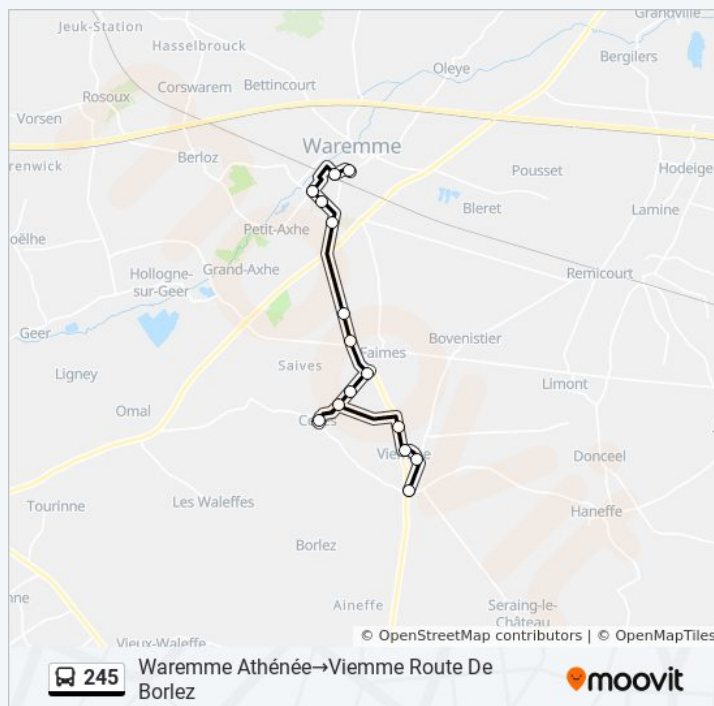 Jeuk-Station
Grandville
Hasselbrouck
Bergilers
Oleye
Rosoux
Corswarem
Bettincourt
Vorsen
Waremme
Berloz
Pousset
Hodeige
renwick
Bleret
Lamine
Petit-Axhe
oëlhe
Grand-Axhe
Hollogne-
sur-Geer
Remicourt
Geer
Bovenistier
Faimes
Saives
Ligney
Limont
Omal
Donceel
Tourinne
Les Waleffes
Haneffe
Borlez
nne
Aineffe
Seraing-le-
Château
Vieux-Waleffe
© OpenStreetMap contributors | © OpenMapTiles
245
Waremme Athénée→Viemme Route De
Borlez
moovit